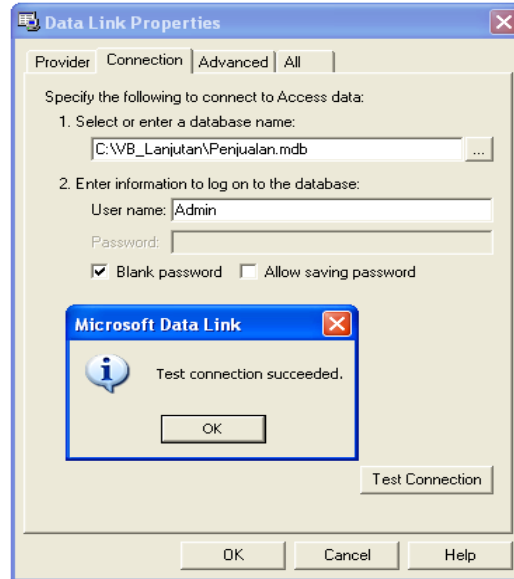 Data Link Properties
Provider Connection Advanced All
Specify the following to connect to Access data:
1. Select or enter a database name:
C:\VB_Lanjutan\Penjualan.mdb ...
2. Enter information to log on to the database:
User name: Admin
Password:
Blank password Allow saving password
Microsoft Data Link
Test connection succeeded.
OK
Test Connection
OK Cancel Help